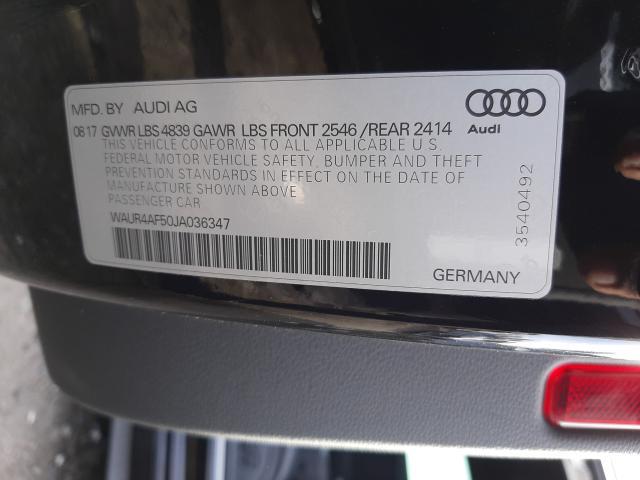 MFD. BY AUDI AG
Audi
0817 GVWR LBS 4839 GAWR LBS FRONT 2546 /REAR 2414
THIS VEHICLE CONFORMS TO ALL APPLICABLE U.S.
FEDERAL MOTOR VEHICLE SAFETY, BUMPER AND THEFT
PREVENTION STANDARDS IN EFFECT ON THE DATE OF
MANUFACTURE SHOWN ABOVE
PASSENGER CAR
WAUR4AF50JA036347
3540492
GERMANY